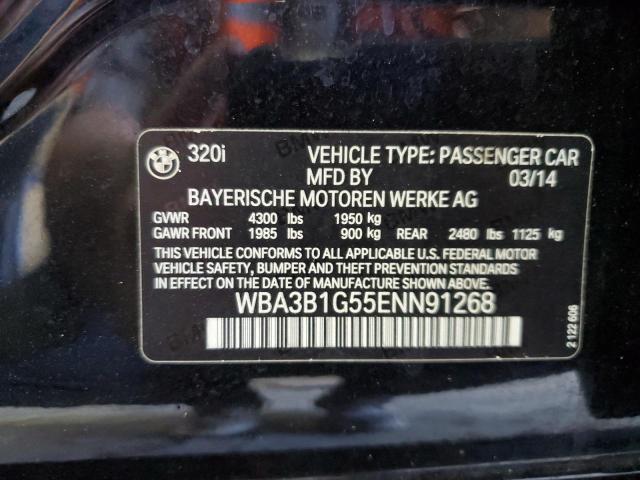 320i VEHICLE TYPE: PASSENGER CAR
MFD BY 03/14
BAYERISCHE MOTOREN WERKE AG
GVWR 4300 lbs 1950 kg
GAWR FRONT 1985 lbs 900 kg REAR 2480 lbs 1125 kg
THIS VEHICLE CONFORMS TO ALL APPLICABLE U.S. FEDERAL MOTOR
VEHICLE SAFETY, BUMPER AND THEFT PREVENTION STANDARDS
IN EFFECT ON THE DATE OF MANUFACTURE SHOWN ABOVE.
WBA3B1G55ENN91268
2 122 606